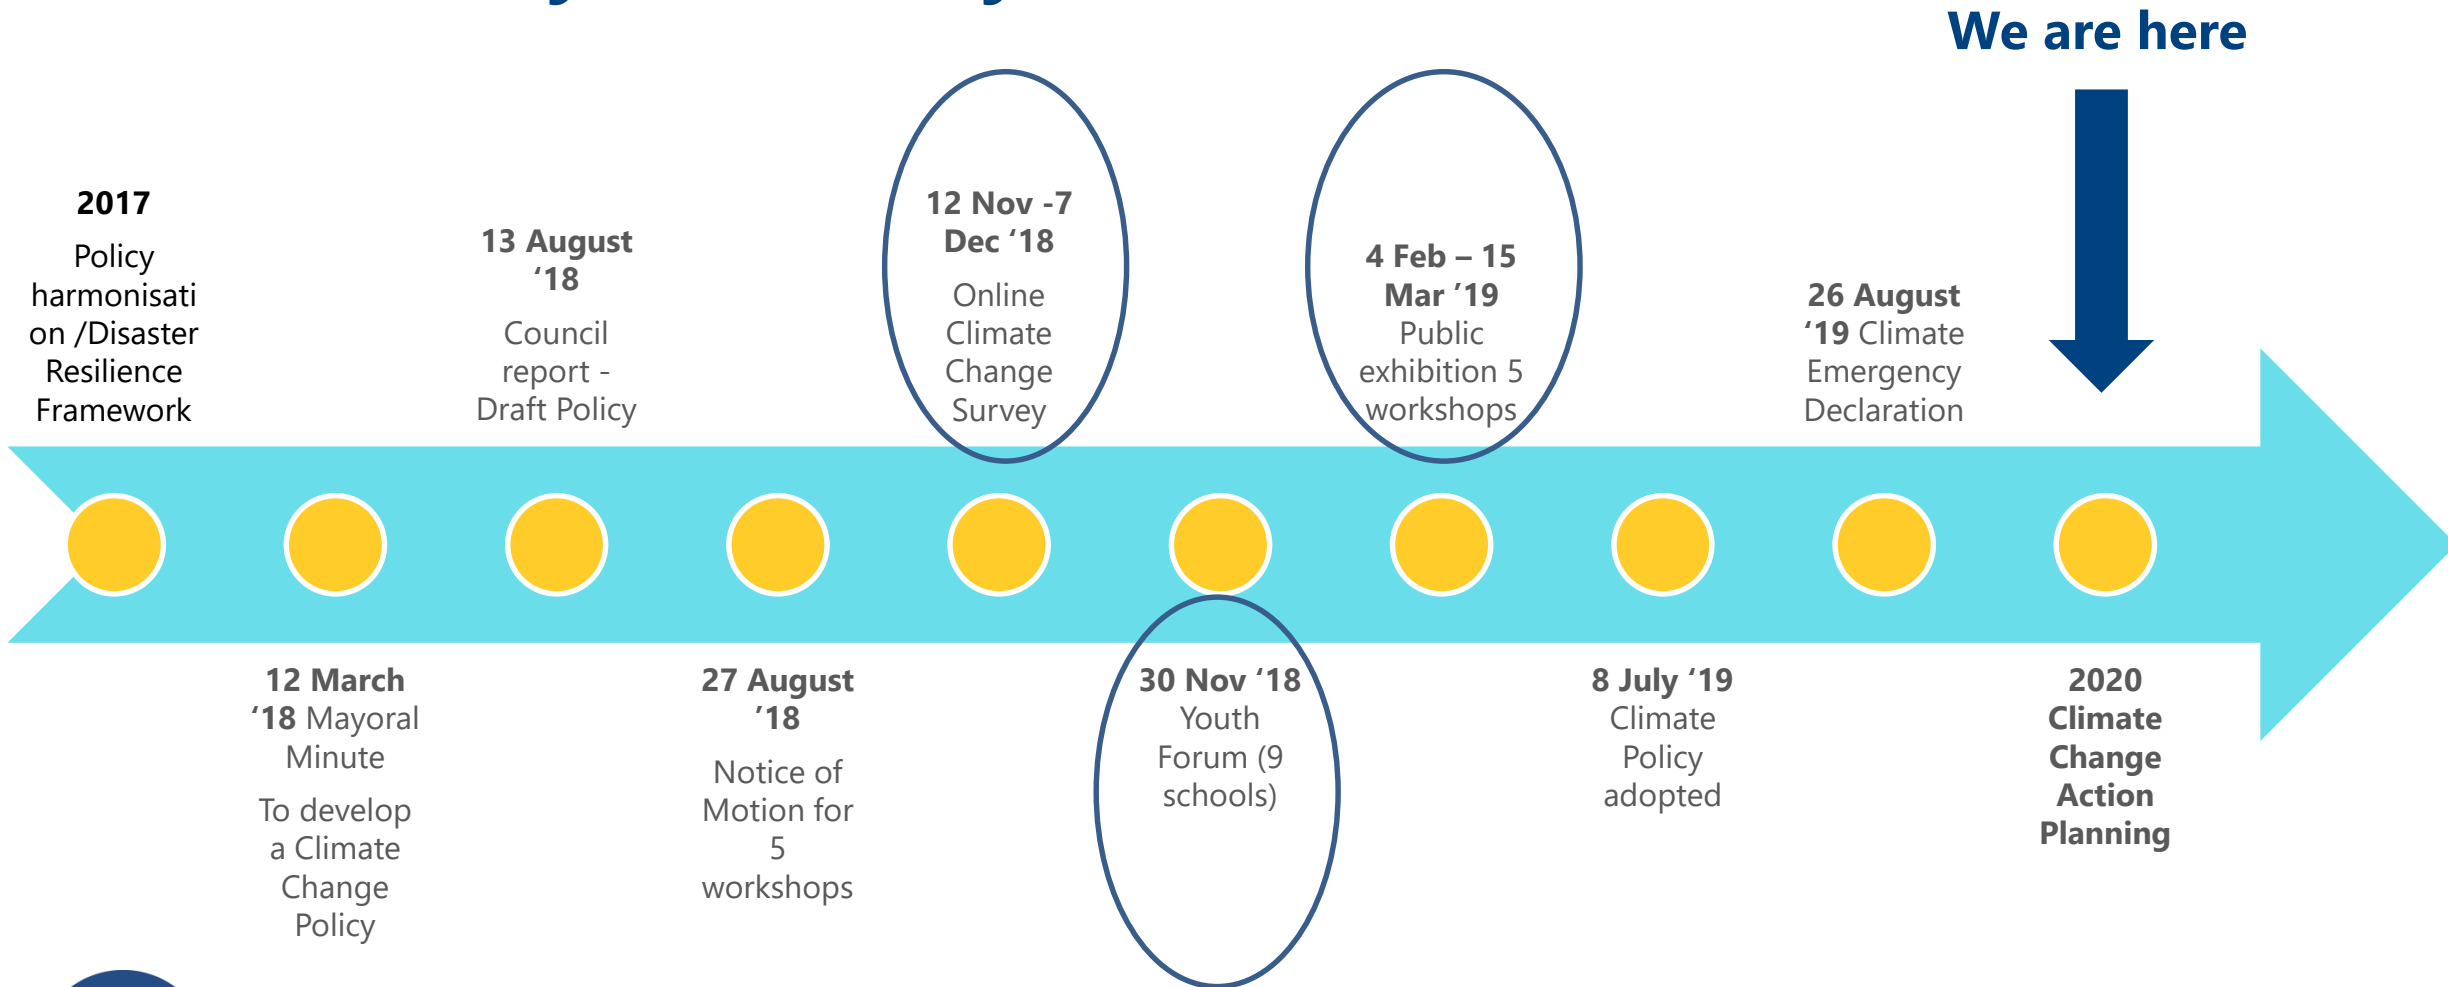 We are here
2017
Policy
harmonisati
on /Disaster
Resilience
Framework
12 March
‘18 Mayoral
Minute
To develop
a Climate
Change
Policy
13 August
‘18
Council
report -
Draft Policy
27 August
’18
Notice of
Motion for
5
workshops
12 Nov -7
Dec ‘18
Online
Climate
Change
Survey
30 Nov ‘18
Youth
Forum (9
schools)
4 Feb – 15
Mar ’19
Public
exhibition 5
workshops
8 July ‘19
Climate
Policy
adopted
26 August
‘19 Climate
Emergency
Declaration
2020
Climate
Change
Action
Planning